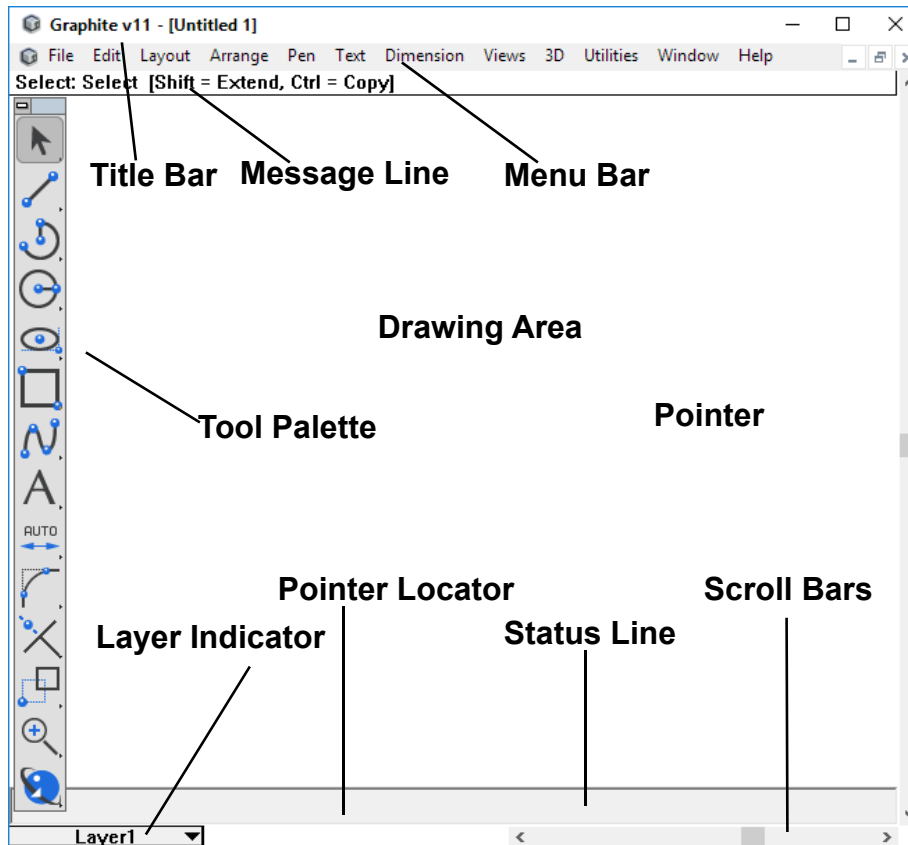 Graphite v11 - [Untitled 1]
File Edit Layout Arrange Pen Text Dimension Views 3D Utilities Window Help
Select: Select [Shift = Extend, Ctrl = Copy]
Title Bar Message Line Menu Bar
Drawing Area
Pointer
Tool Palette
A
AUTO
Pointer Locator Scroll Bars
Layer Indicator Status Line
Layer1